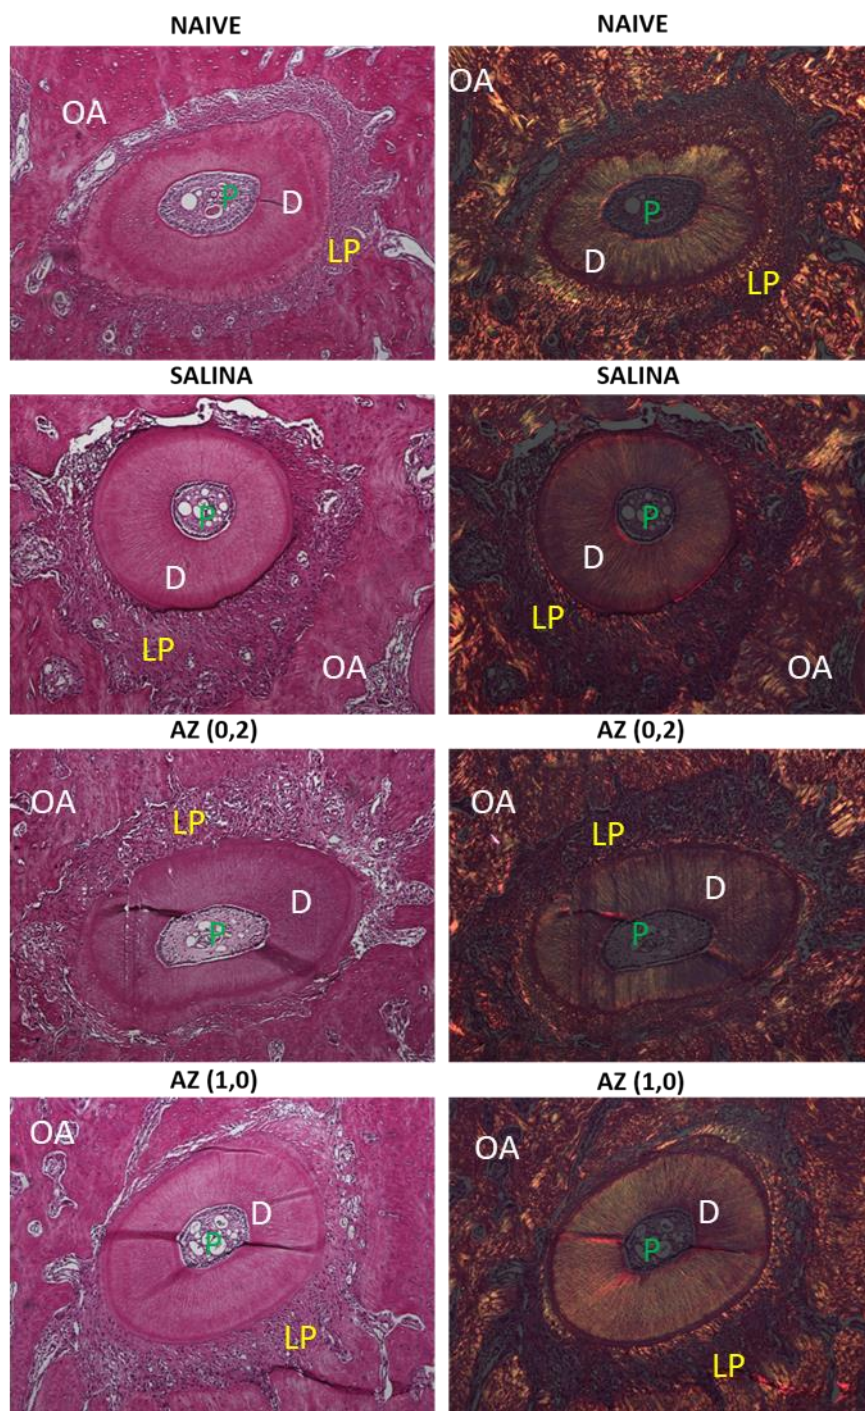 NAIVE NAIVE
OA OA
P P
D D
LP LP
SALINA SALINA
P P
D D
LP LP
OA OA
AZ (0,2) AZ (0,2)
OA OA
LP LP
D D
P P
AZ (1,0) AZ (1,0)
OA OA
D D
P P
LP LP